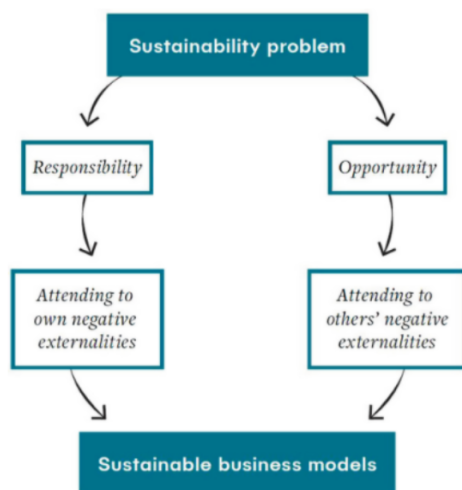 Sustainability problem
Responsibility
Opportunity
Attending to
own negative
externalities
Attending to
others' negative
externalities
Sustainable business models